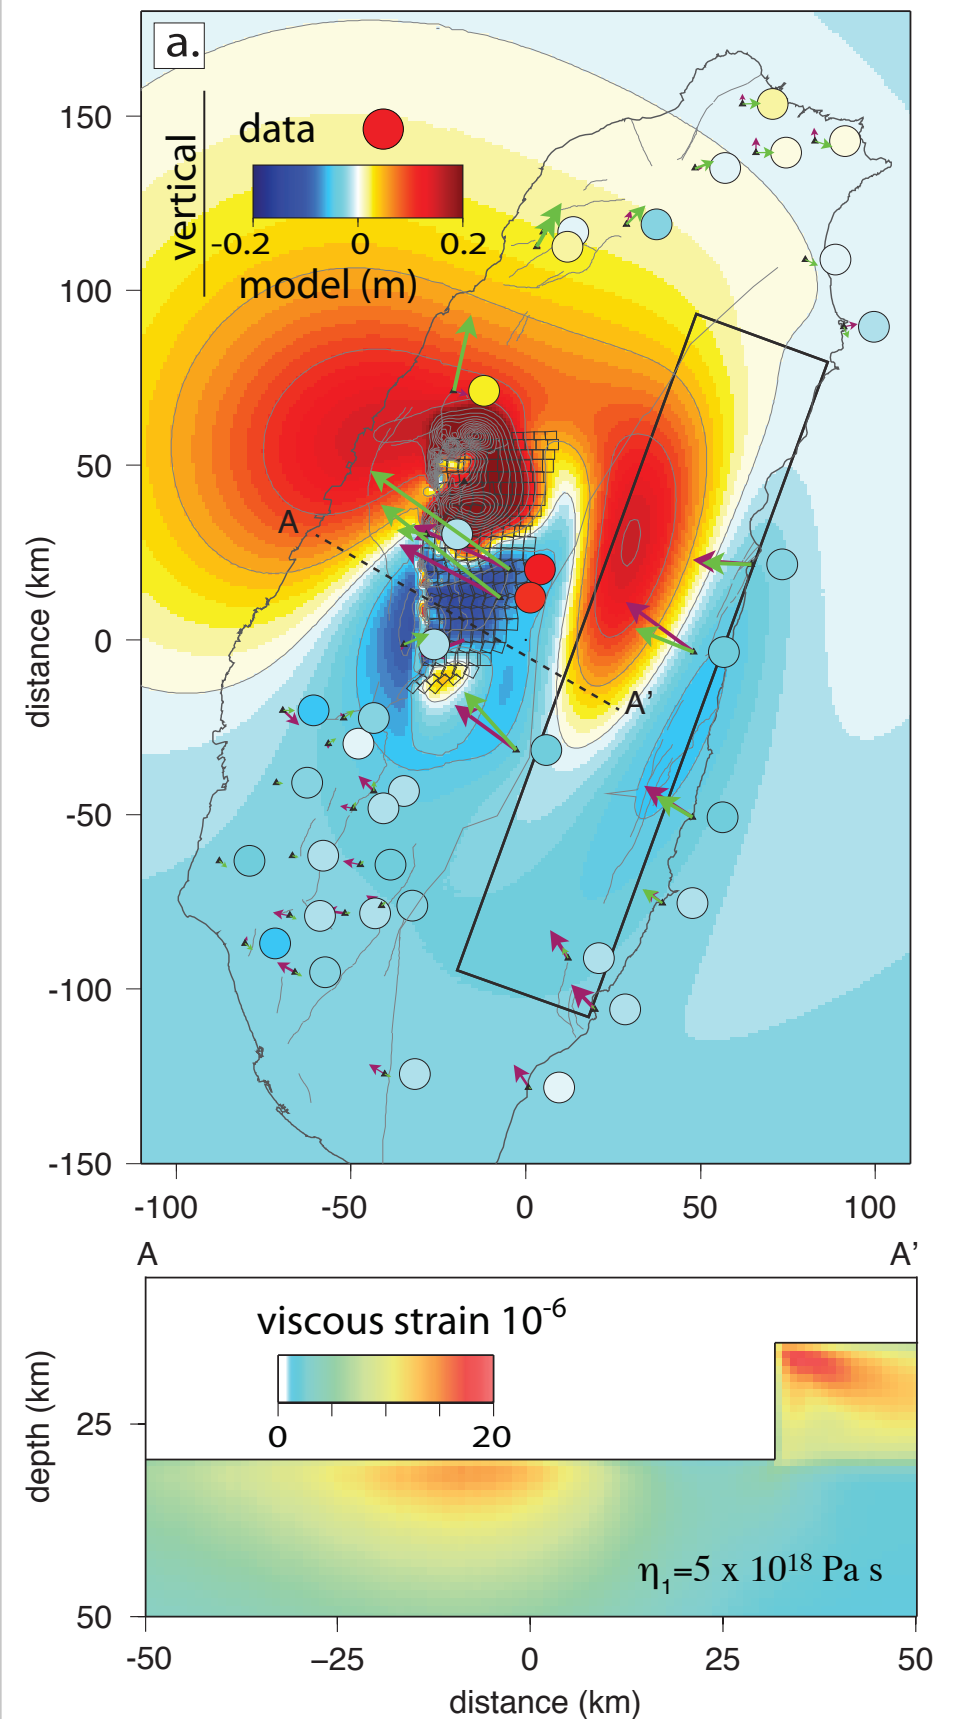 a.
data
vertical
-0.2 0 0.2
model (m)
150
100
50
0
-50
-100
-150
distance (km)
A
A'
-100 -50 0 50 100
A A'
viscous strain 10⁻⁶
0 20
25
50
depth (km)
η₁=5 x 10¹⁸ Pa s
-50 −25 0 25 50
distance (km)